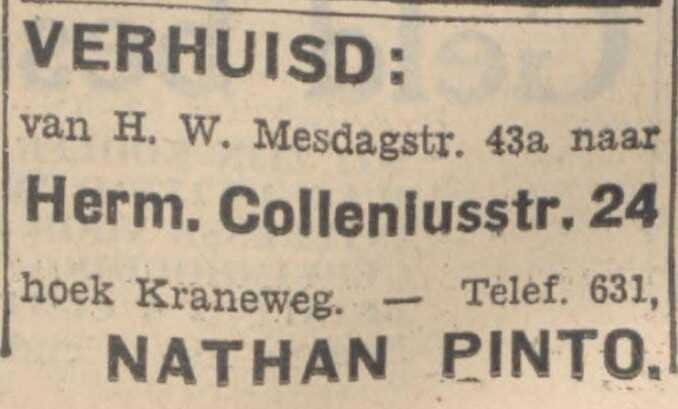 VERHUISD:
van H. W. Mesdagstr. 43a naar
Herm. Colleniusstr. 24
hoek Kraneweg. — Telef. 631,
NATHAN PINTO.